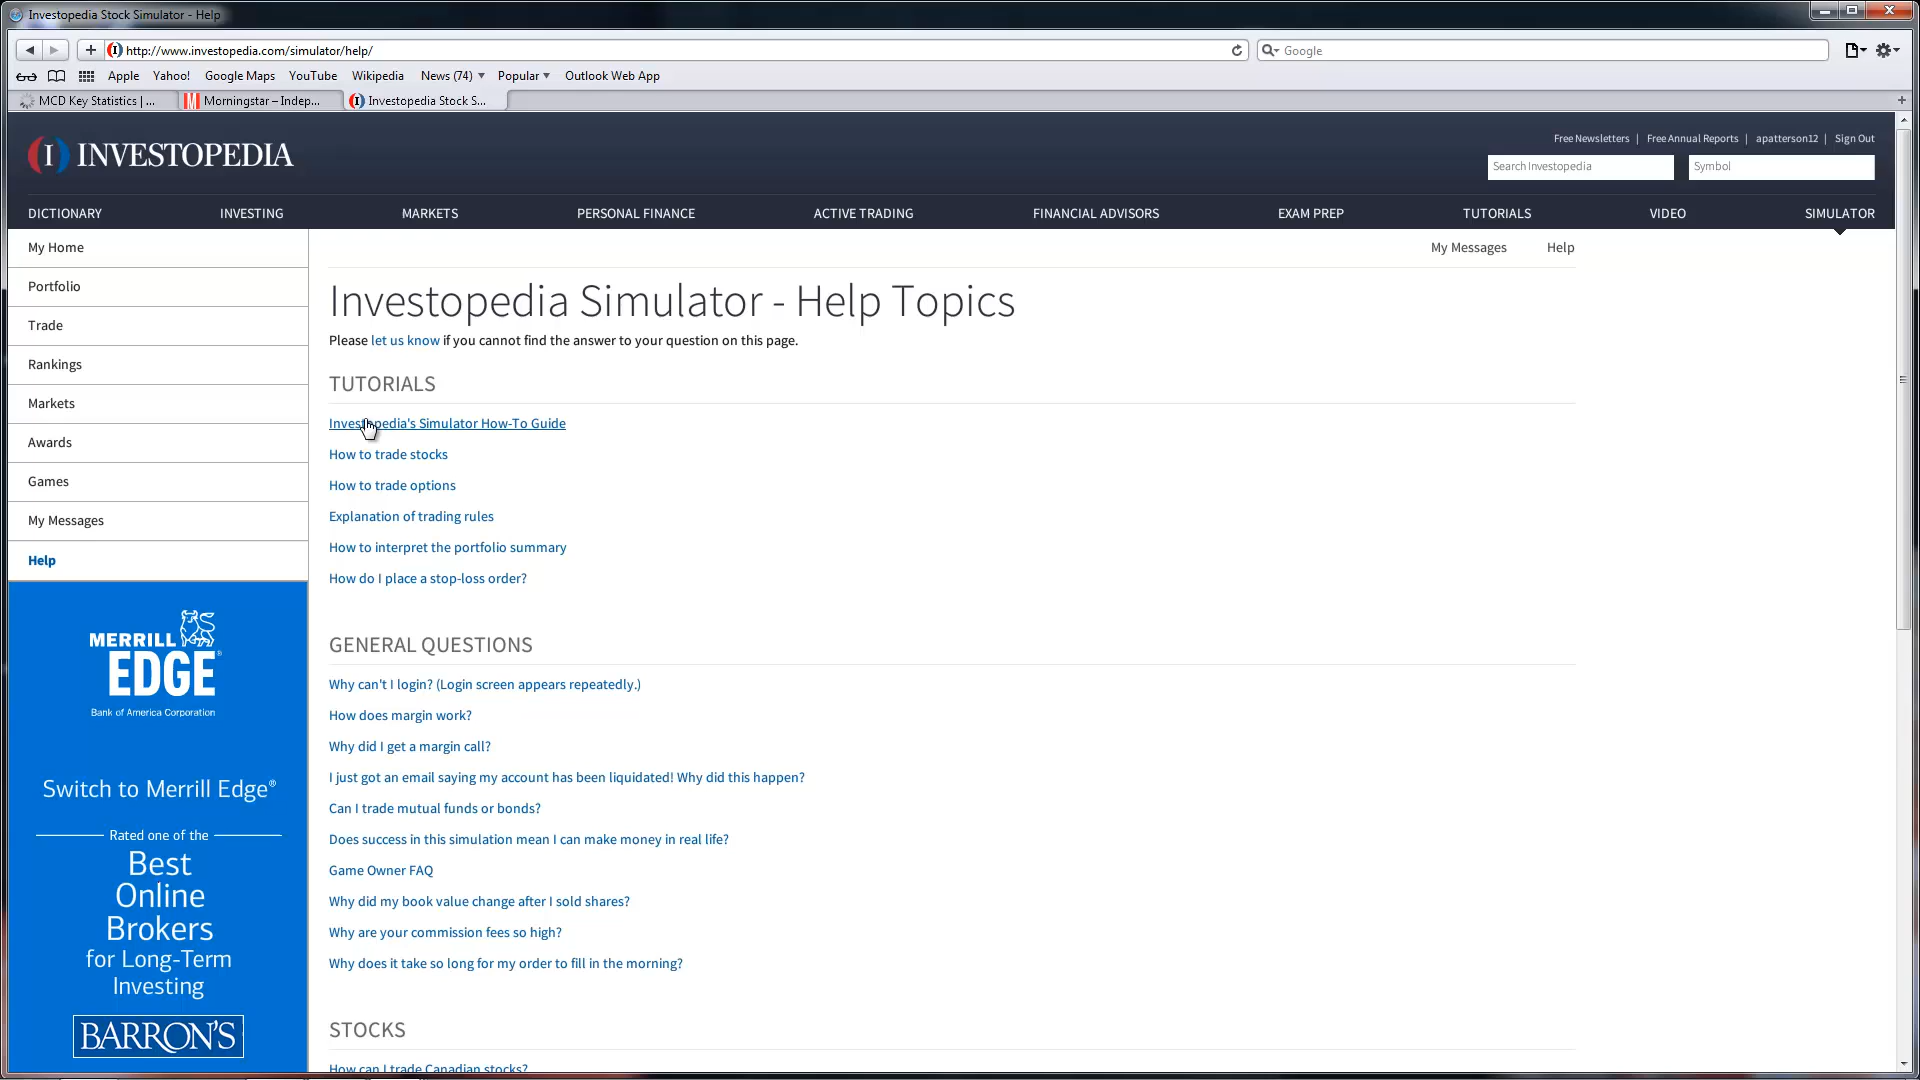 Investopedia Stock Simulator - Help
http://www.investopedia.com/simulator/help/
Google
Apple Yahoo! Google Maps YouTube Wikipedia News (74) Popular Outlook Web App
MCD Key Statistics | ... Morningstar – Indep... Investopedia Stock S...
INVESTOPEDIA
Free Newsletters | Free Annual Reports | apatterson12 | Sign Out
Search Investopedia Symbol
DICTIONARY INVESTING MARKETS PERSONAL FINANCE ACTIVE TRADING FINANCIAL ADVISORS EXAM PREP TUTORIALS VIDEO SIMULATOR
My Home
Portfolio
Trade
Rankings
Markets
Awards
Games
My Messages
Help
MERRILL
EDGE®
Bank of America Corporation
Switch to Merrill Edge®
Rated one of the
Best
Online
Brokers
for Long-Term
Investing
BARRON'S
My Messages Help
Investopedia Simulator - Help Topics
Please let us know if you cannot find the answer to your question on this page.
TUTORIALS
Investopedia's Simulator How-To Guide
How to trade stocks
How to trade options
Explanation of trading rules
How to interpret the portfolio summary
How do I place a stop-loss order?
GENERAL QUESTIONS
Why can't I login? (Login screen appears repeatedly.)
How does margin work?
Why did I get a margin call?
I just got an email saying my account has been liquidated! Why did this happen?
Can I trade mutual funds or bonds?
Does success in this simulation mean I can make money in real life?
Game Owner FAQ
Why did my book value change after I sold shares?
Why are your commission fees so high?
Why does it take so long for my order to fill in the morning?
STOCKS
How can I trade Canadian stocks?